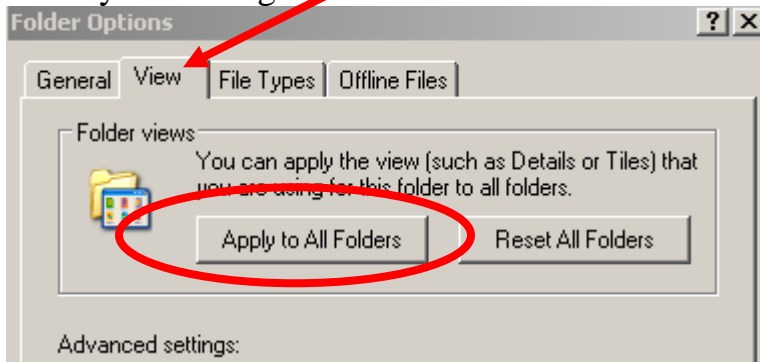 Folder Options ? X
General View File Types Offline Files
Folder views
You can apply the view (such as Details or Tiles) that
you are using for this folder to all folders.
Apply to All Folders Reset All Folders
Advanced settings: